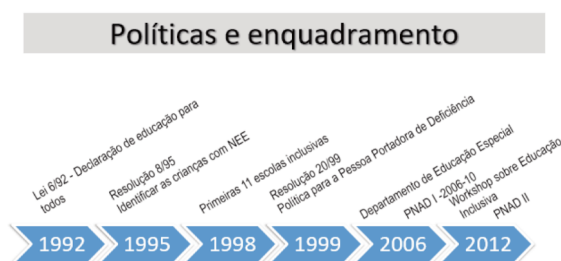 Políticas e enquadramento
Lei 6/92 - Declaração de educação para
todos
Resolução 8/95
Identificar as crianças com NEE
Primeiras 11 escolas inclusivas
Resolução 20/99
Política para a Pessoa Portadora de Deficiência
Departamento de Educação Especial
PNAD I -2006-10
Workshop sobre Educação
Inclusiva
PNAD II
1992
1995
1998
1999
2006
2012